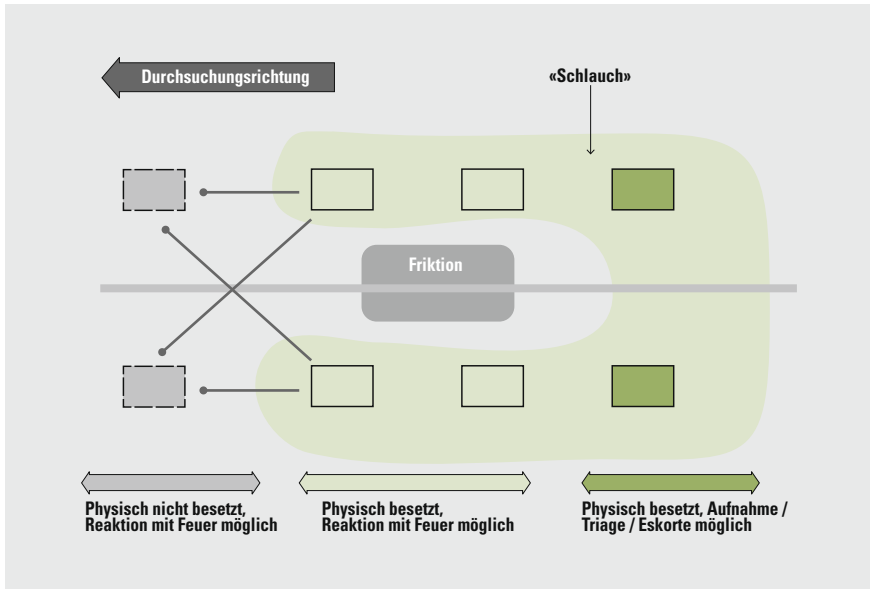 Durchsuchungsrichtung
«Schlauch»
Friktion
Physisch nicht besetzt,
Reaktion mit Feuer möglich
Physisch besetzt,
Reaktion mit Feuer möglich
Physisch besetzt, Aufnahme /
Triage / Eskorte möglich